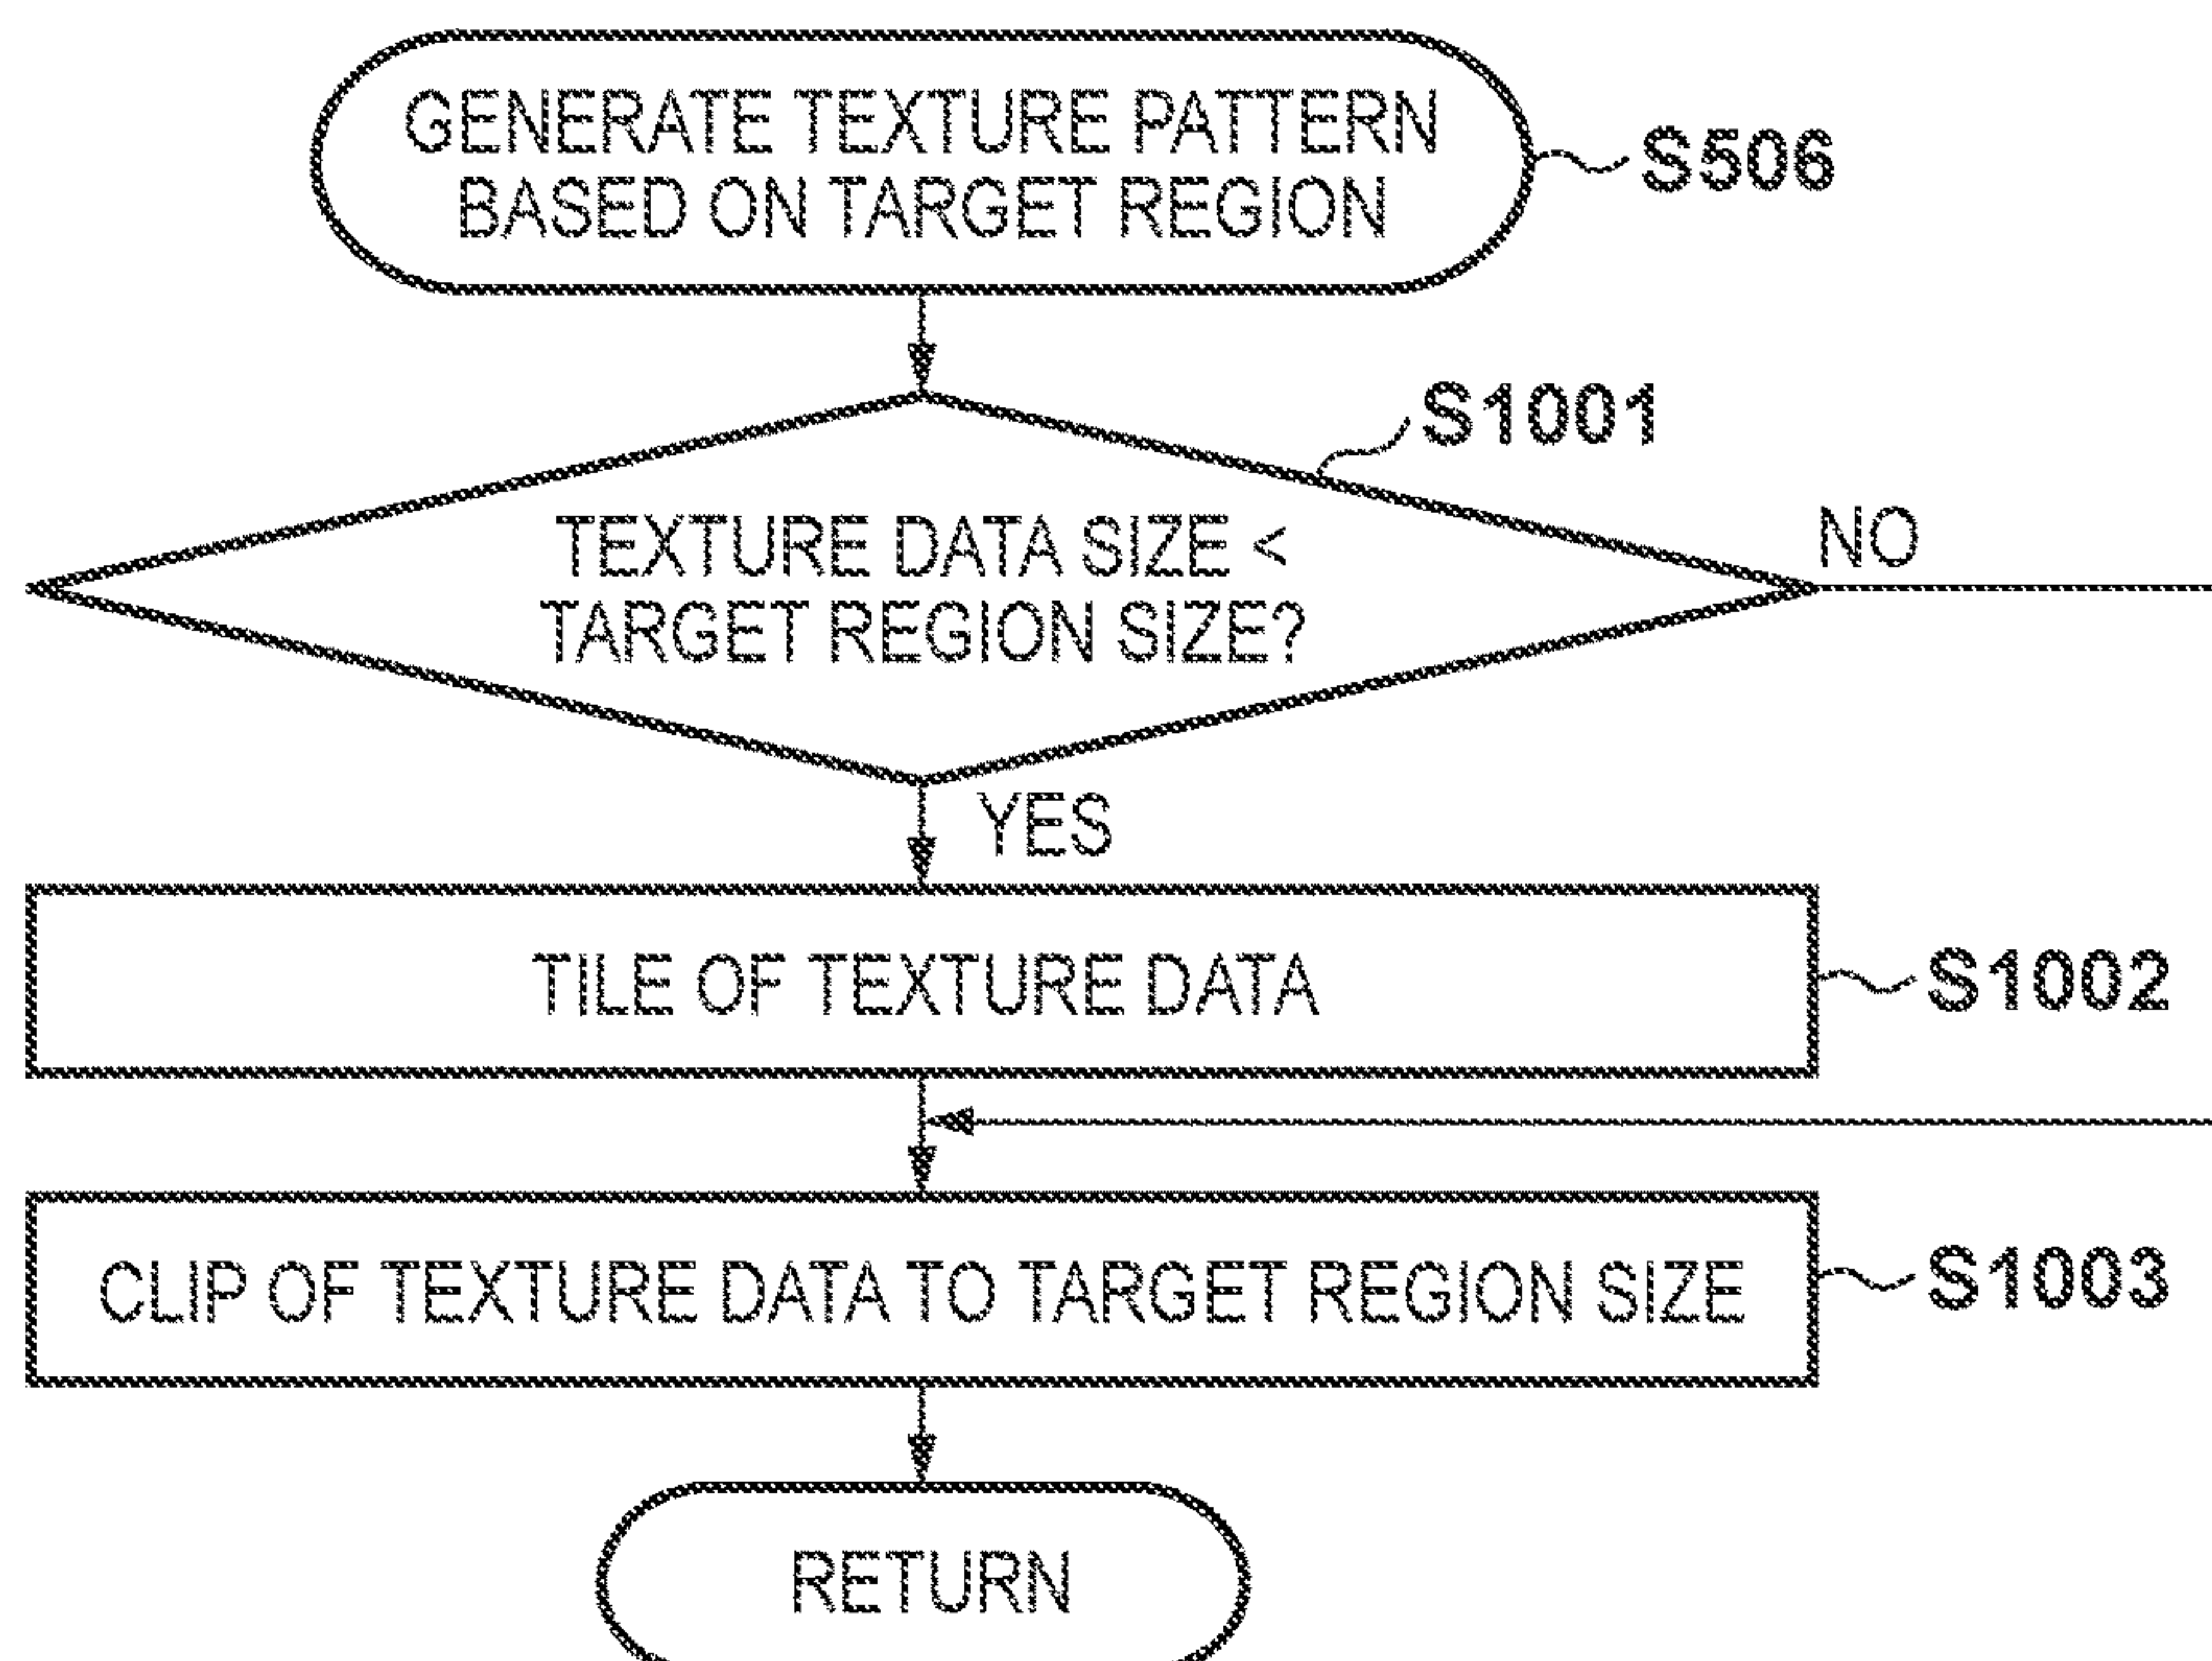 GENERATE TEXTURE PATTERN
BASED ON TARGET REGION
S506
S1001
TEXTURE DATA SIZE <
TARGET REGION SIZE?
NO
YES
TILE OF TEXTURE DATA
S1002
CLIP OF TEXTURE DATA TO TARGET REGION SIZE
S1003
RETURN